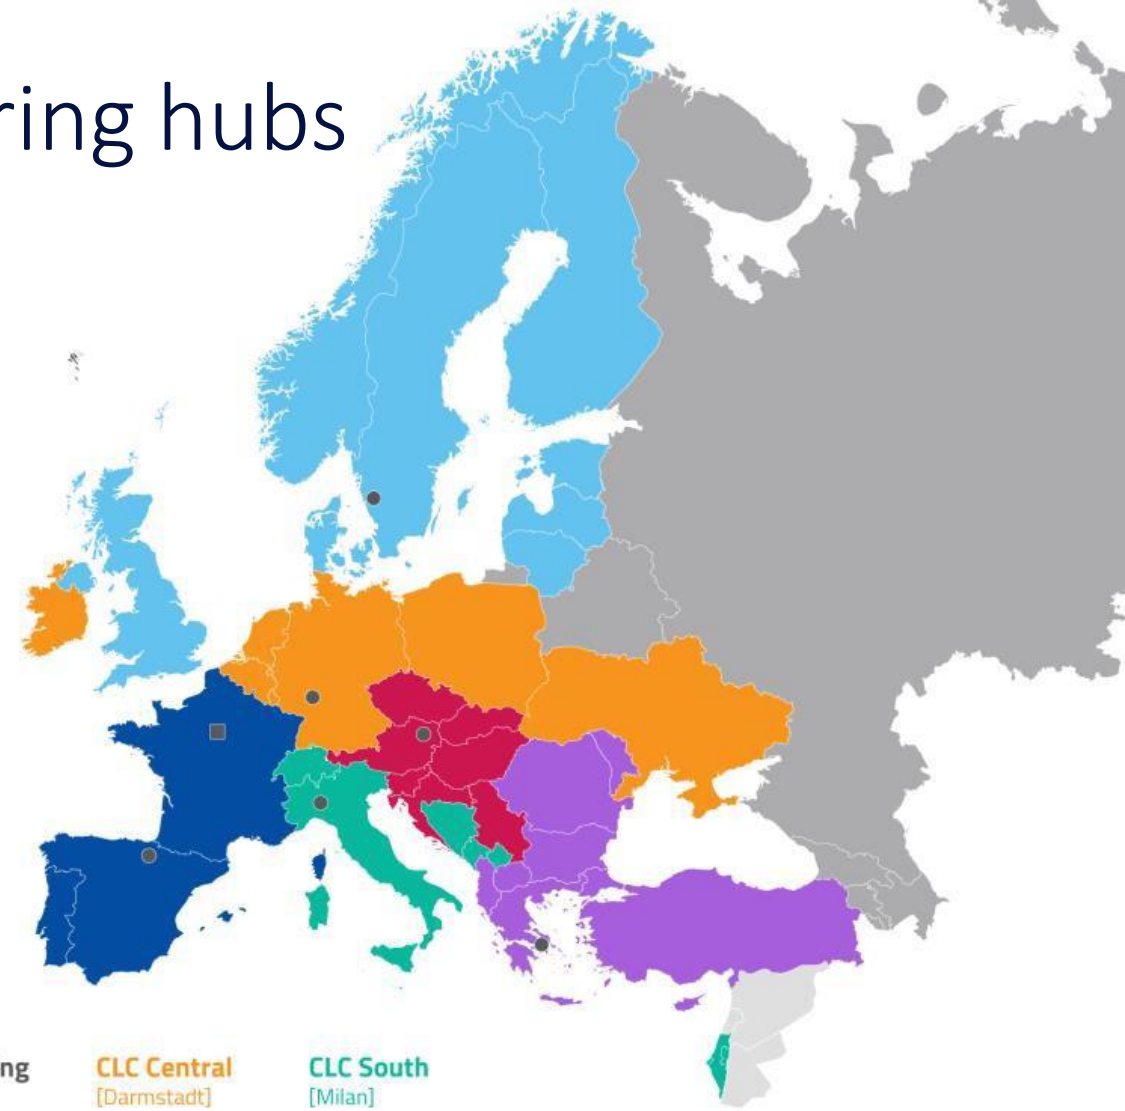 ring hubs
ng
CLC Central
[Darmstadt]
CLC South
[Milan]